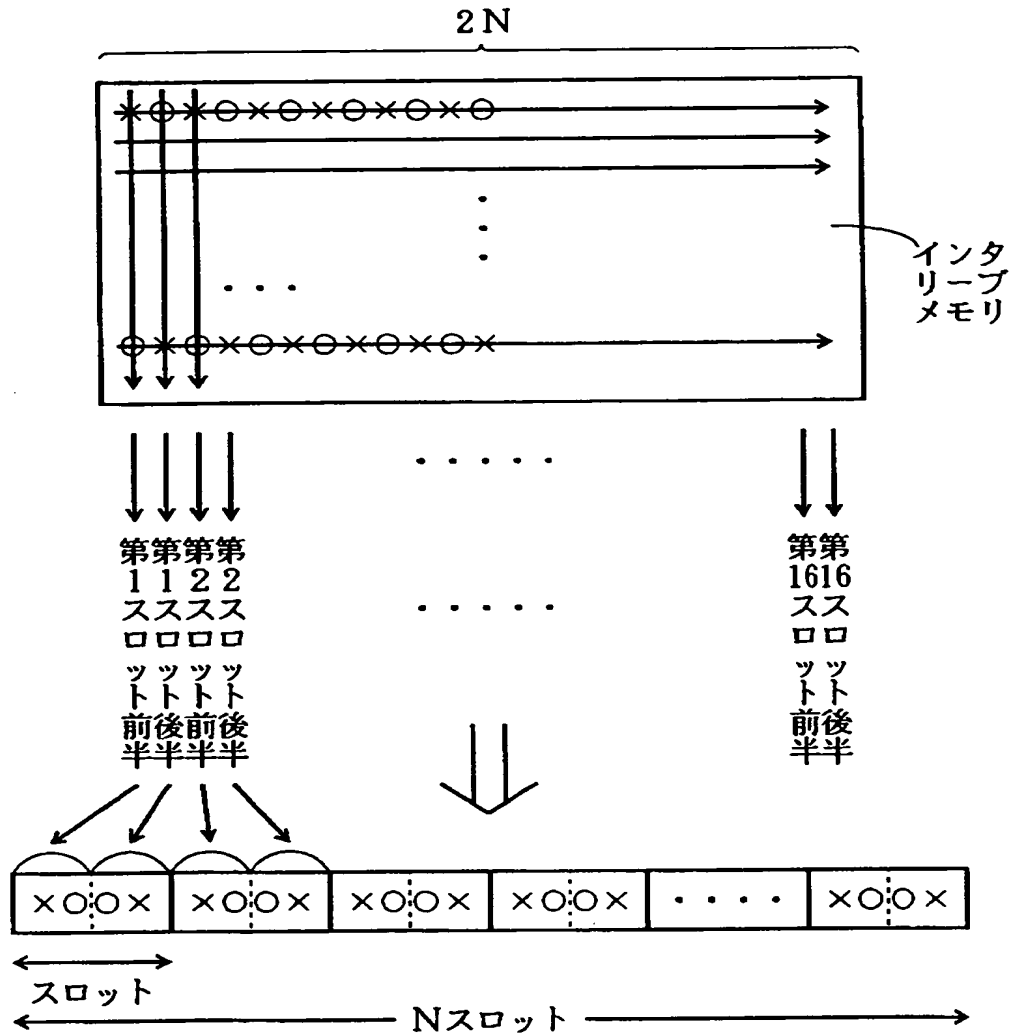 2N
インタ
リーブ
メモリ
第1スロット前半
第1スロット後半
第2スロット前半
第2スロット後半
第16スロット前半
第16スロット後半
スロット
Nスロット